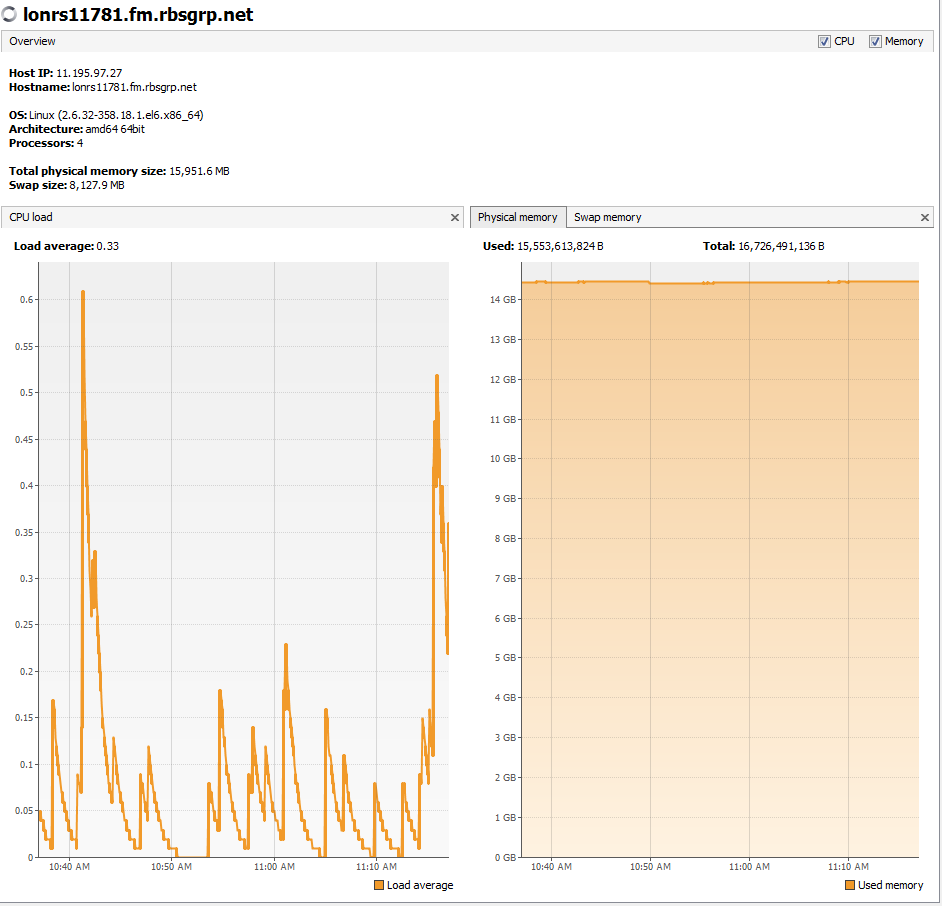 lonrs11781.fm.rbsgrp.net
Overview
CPU Memory
Host IP: 11.195.97.27
Hostname: lonrs11781.fm.rbsgrp.net
OS: Linux (2.6.32-358.18.1.el6.x86_64)
Architecture: amd64 64bit
Processors: 4
Total physical memory size: 15,951.6 MB
Swap size: 8,127.9 MB
CPU load
Load average: 0.33
0.6
0.55
0.5
0.45
0.4
0.35
0.3
0.25
0.2
0.15
0.1
0.05
0
10:40 AM 10:50 AM 11:00 AM 11:10 AM
Load average
Physical memory Swap memory
Used: 15,553,613,824 B Total: 16,726,491,136 B
14 GB
13 GB
12 GB
11 GB
10 GB
9 GB
8 GB
7 GB
6 GB
5 GB
4 GB
3 GB
2 GB
1 GB
0 GB
10:40 AM 10:50 AM 11:00 AM 11:10 AM
Used memory